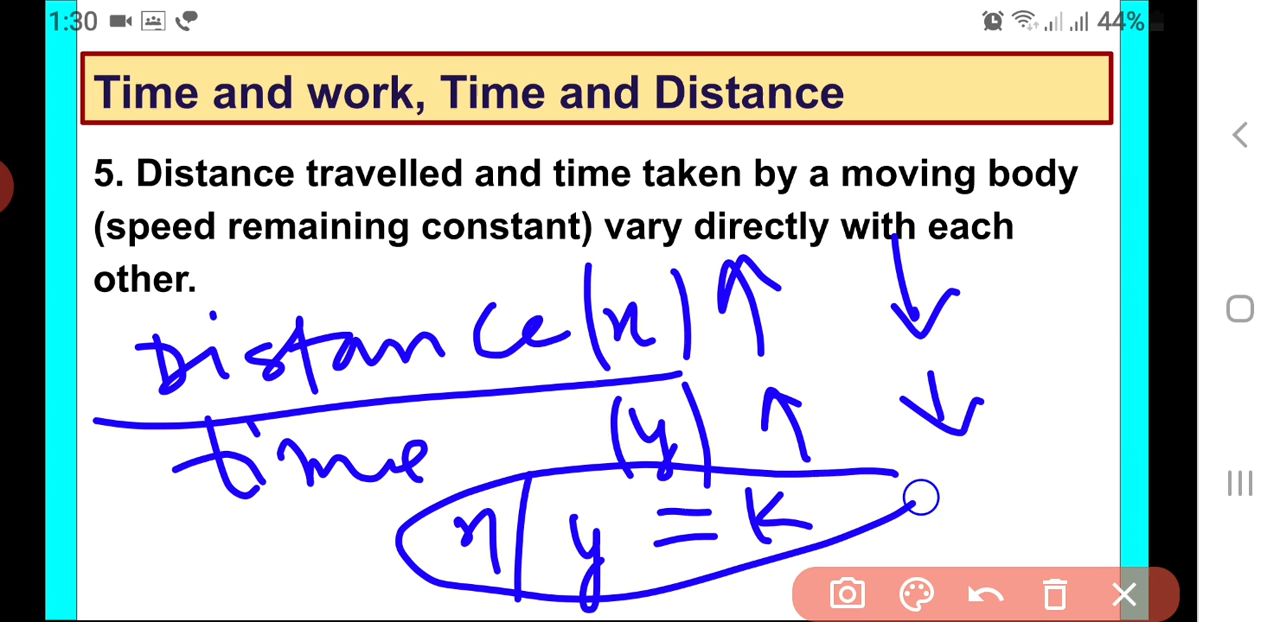 1:30 44%
Time and work, Time and Distance
5. Distance travelled and time taken by a moving body
(speed remaining constant) vary directly with each
other.
Distance (x)
time (y)
x/y = K